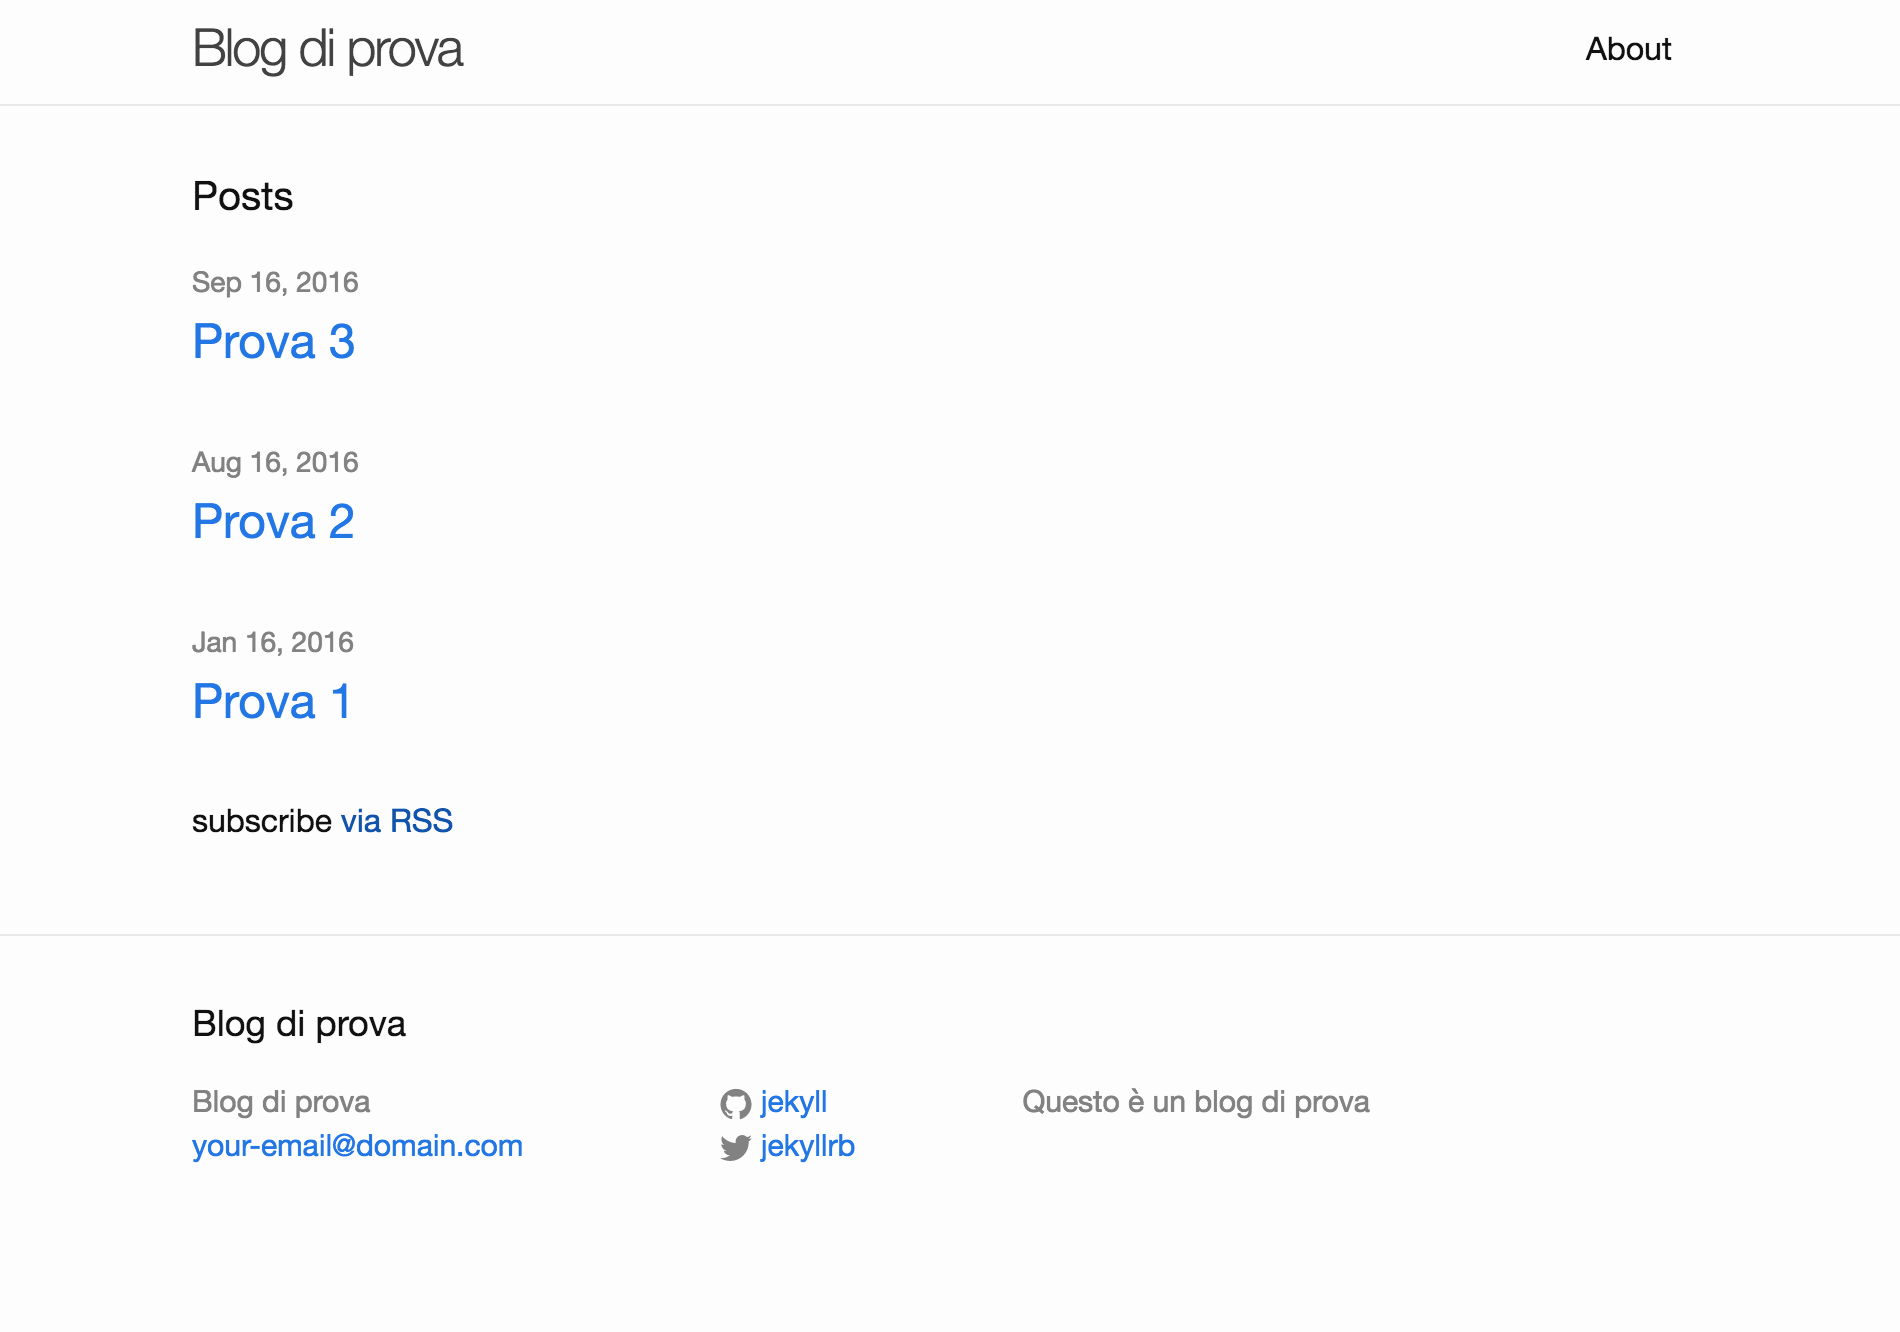 Blog di prova
About
Posts
Sep 16, 2016
Prova 3
Aug 16, 2016
Prova 2
Jan 16, 2016
Prova 1
subscribe via RSS
Blog di prova
Blog di prova
your-email@domain.com
jekyll
jekyllrb
Questo è un blog di prova